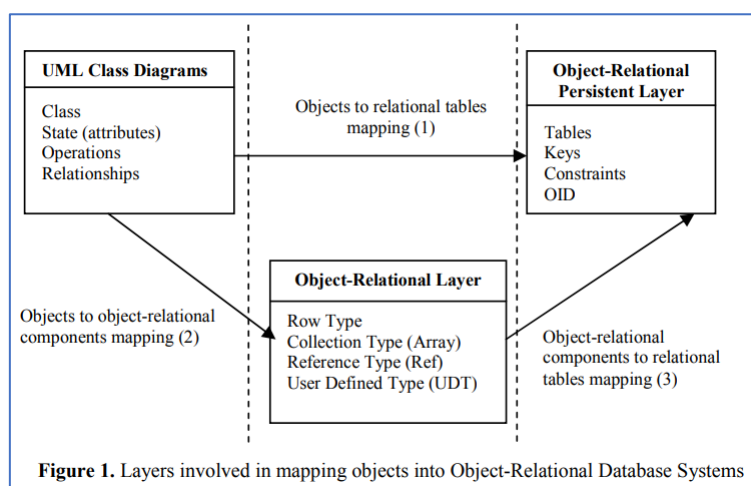 UML Class Diagrams
Class
State (attributes)
Operations
Relationships
Objects to relational tables
mapping (1)
Object-Relational
Persistent Layer
Tables
Keys
Constraints
OID
Objects to object-relational
components mapping (2)
Object-Relational Layer
Row Type
Collection Type (Array)
Reference Type (Ref)
User Defined Type (UDT)
Object-relational
components to relational
tables mapping (3)
Figure 1. Layers involved in mapping objects into Object-Relational Database Systems